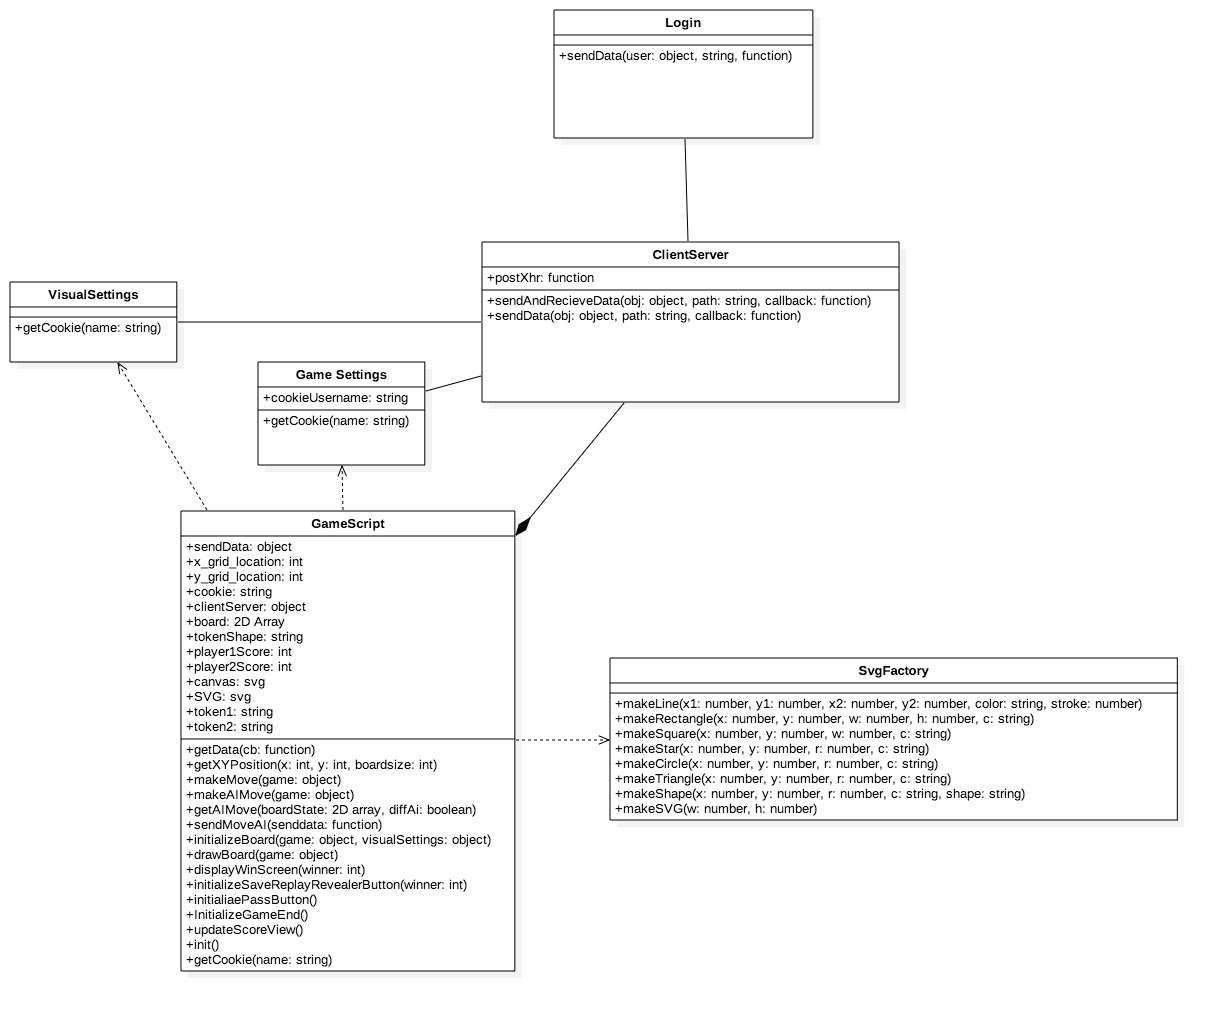 Login
+sendData(user: object, string, function)
ClientServer
+postXhr: function
+sendAndRecieveData(obj: object, path: string, callback: function)
+sendData(obj: object, path: string, callback: function)
VisualSettings
+getCookie(name: string)
Game Settings
+cookieUsername: string
+getCookie(name: string)
GameScript
+sendData: object
+x_grid_location: int
+y_grid_location: int
+cookie: string
+clientServer: object
+board: 2D Array
+tokenShape: string
+player1Score: int
+player2Score: int
+canvas: svg
+SVG: svg
+token1: string
+token2: string
+getData(cb: function)
+getXYPosition(x: int, y: int, boardsize: int)
+makeMove(game: object)
+makeAIMove(game: object)
+getAIMove(boardState: 2D array, diffAi: boolean)
+sendMoveAI(senddata: function)
+initializeBoard(game: object, visualSettings: object)
+drawBoard(game: object)
+displayWinScreen(winner: int)
+initializeSaveReplayRevealerButton(winner: int)
+initialiaePassButton()
+InitializeGameEnd()
+updateScoreView()
+init()
+getCookie(name: string)
SvgFactory
+makeLine(x1: number, y1: number, x2: number, y2: number, color: string, stroke: number)
+makeRectangle(x: number, y: number, w: number, h: number, c: string)
+makeSquare(x: number, y: number, w: number, c: string)
+makeStar(x: number, y: number, r: number, c: string)
+makeCircle(x: number, y: number, r: number, c: string)
+makeTriangle(x: number, y: number, r: number, c: string)
+makeShape(x: number, y: number, r: number, c: string, shape: string)
+makeSVG(w: number, h: number)